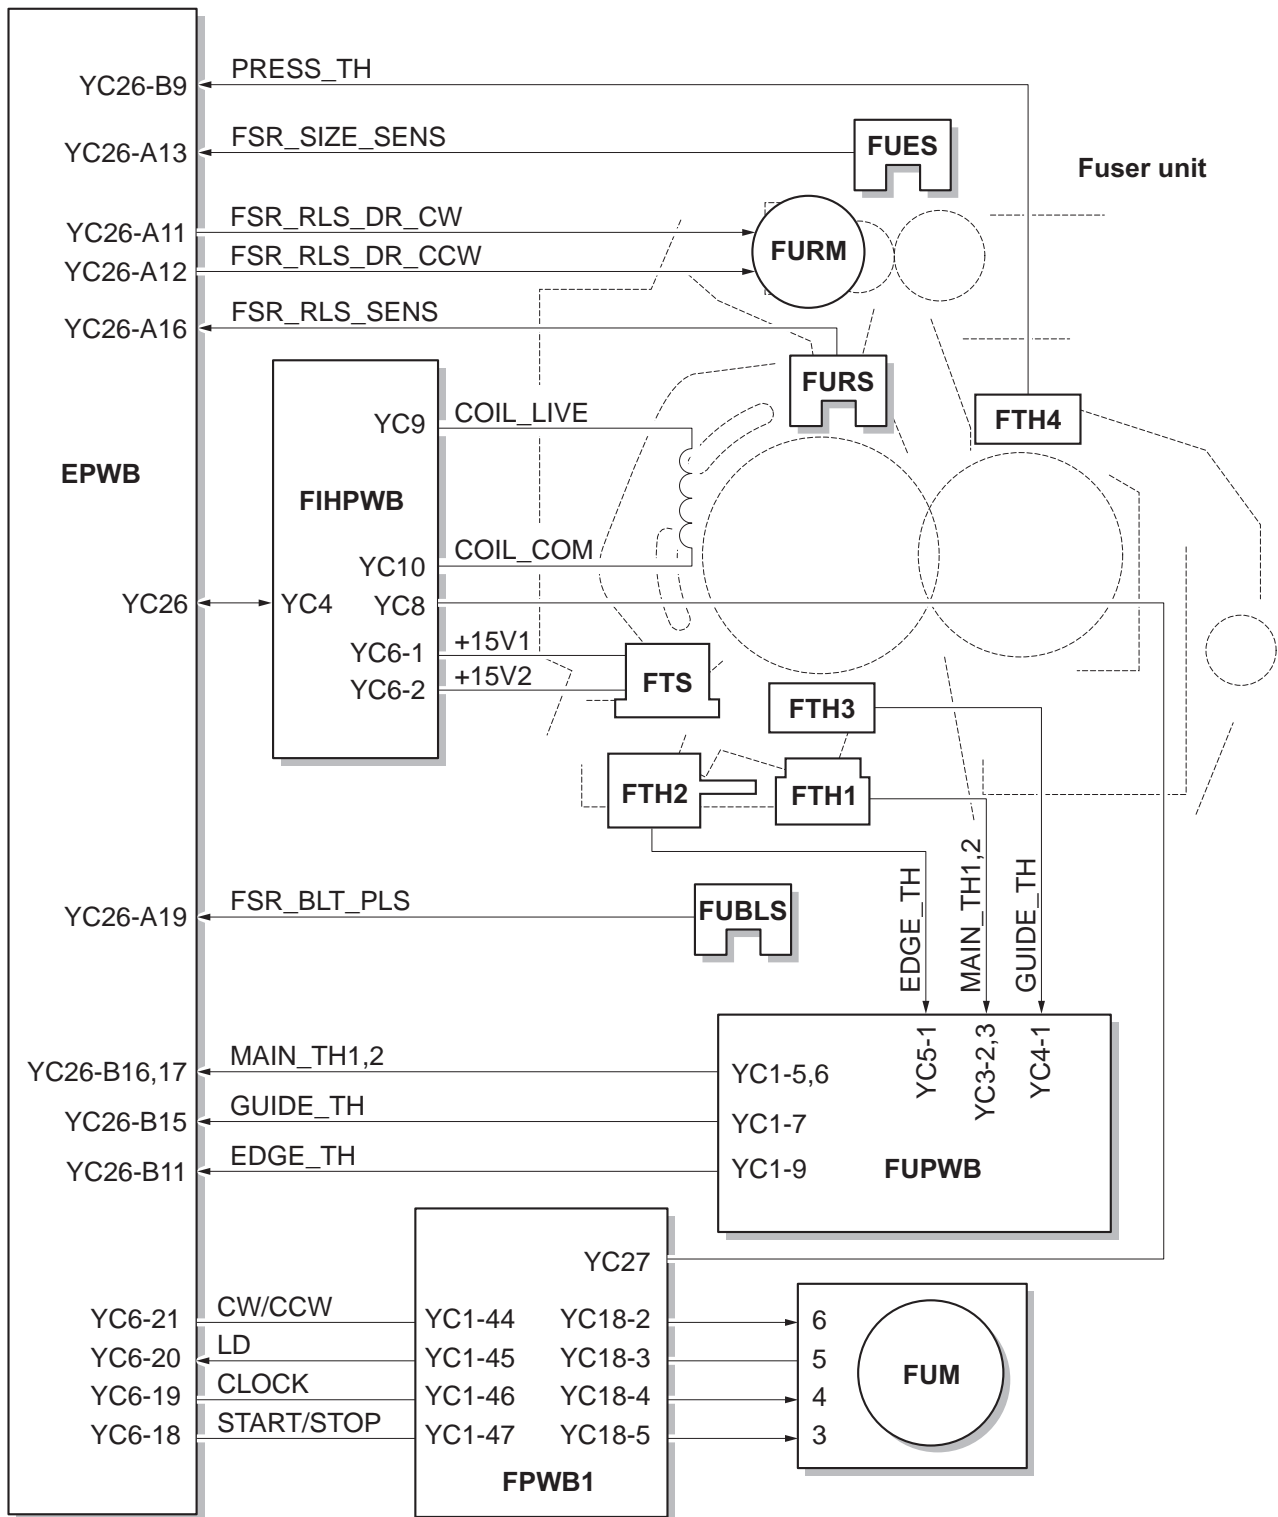 YC26-B9
PRESS_TH
YC26-A13
FSR_SIZE_SENS
FUES
Fuser unit
YC26-A11
FSR_RLS_DR_CW
FURM
YC26-A12
FSR_RLS_DR_CCW
YC26-A16
FSR_RLS_SENS
FURS
FTH4
YC9
COIL_LIVE
EPWB
FIHPWB
YC10
COIL_COM
YC26
YC4
YC8
YC6-1
+15V1
YC6-2
+15V2
FTS
FTH3
FTH2
FTH1
YC26-A19
FSR_BLT_PLS
FUBLS
EDGE_TH
MAIN_TH1,2
GUIDE_TH
YC5-1
YC3-2,3
YC4-1
YC26-B16,17
MAIN_TH1,2
YC1-5,6
YC26-B15
GUIDE_TH
YC1-7
YC26-B11
EDGE_TH
YC1-9
FUPWB
YC27
YC6-21
CW/CCW
YC1-44
YC18-2
6
YC6-20
LD
YC1-45
YC18-3
5
FUM
YC6-19
CLOCK
YC1-46
YC18-4
4
YC6-18
START/STOP
YC1-47
YC18-5
3
FPWB1